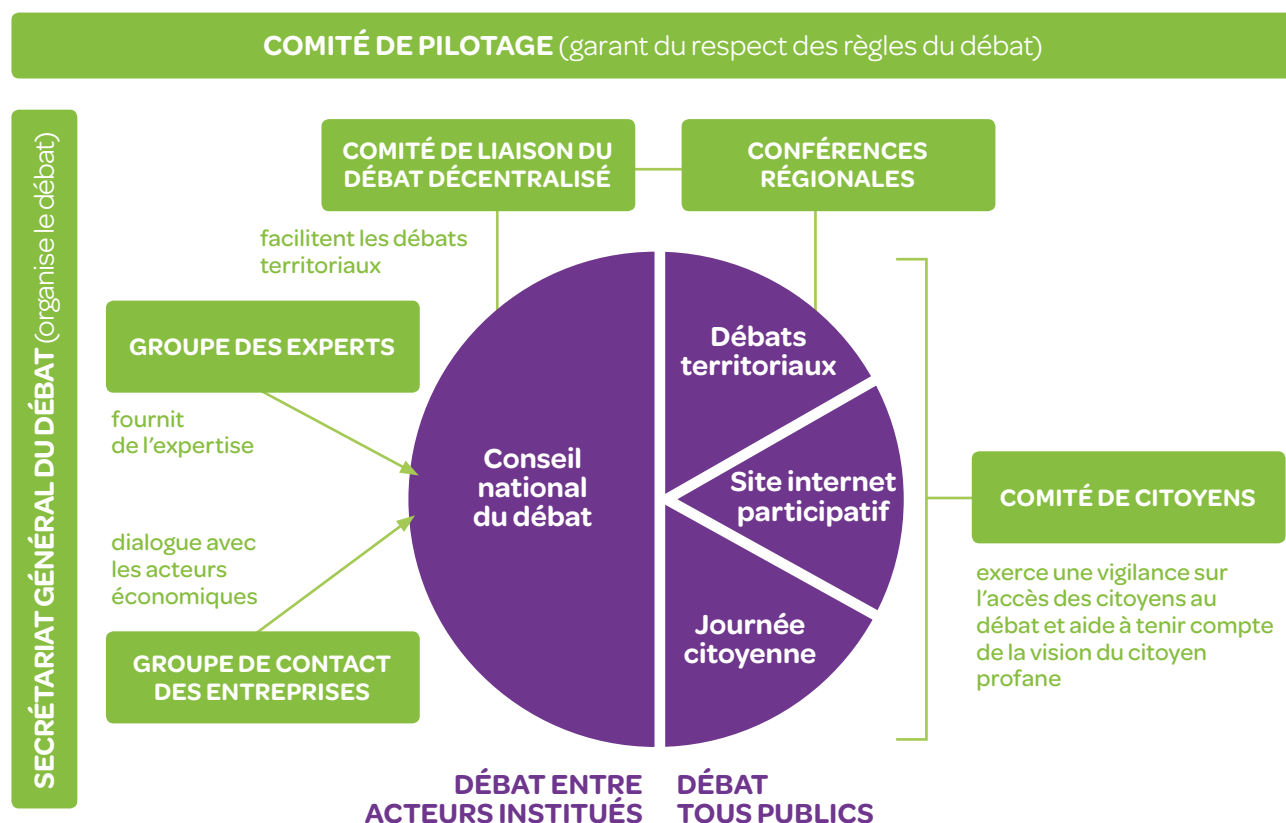 COMITÉ DE PILOTAGE (garant du respect des règles du débat)
SECRÉTARIAT GÉNÉRAL DU DÉBAT (organise le débat)
COMITÉ DE LIAISON DU
DÉBAT DÉCENTRALISÉ
CONFÉRENCES
RÉGIONALES
facilitent les débats
territoriaux
GROUPE DES EXPERTS
fournit
de l’expertise
dialogue avec
les acteurs
économiques
GROUPE DE CONTACT
DES ENTREPRISES
Conseil
national
du débat
Débats
territoriaux
Site internet
participatif
Journée
citoyenne
COMITÉ DE CITOYENS
exerce une vigilance sur
l’accès des citoyens au
débat et aide à tenir compte
de la vision du citoyen
profane
DÉBAT ENTRE
ACTEURS INSTITUÉS
DÉBAT
TOUS PUBLICS